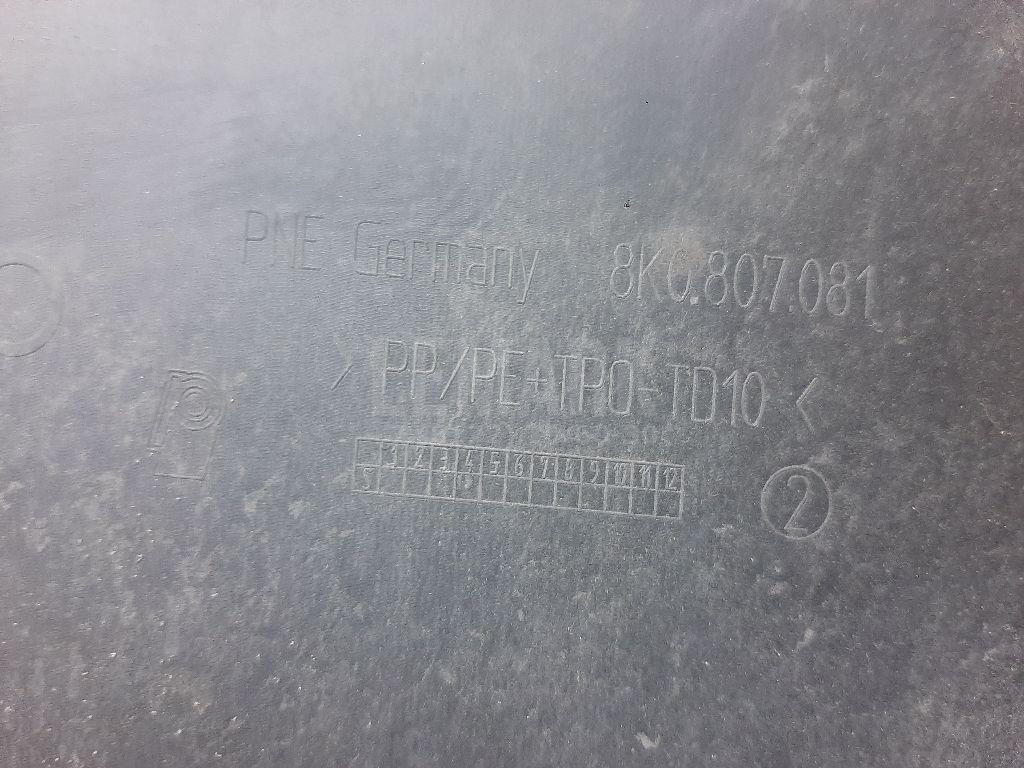 PNE Germany 8K0.807.081
> PP/PE+TPO-TD10 <
1 2 3 4 5 6 7 8 9 10 11 12
2